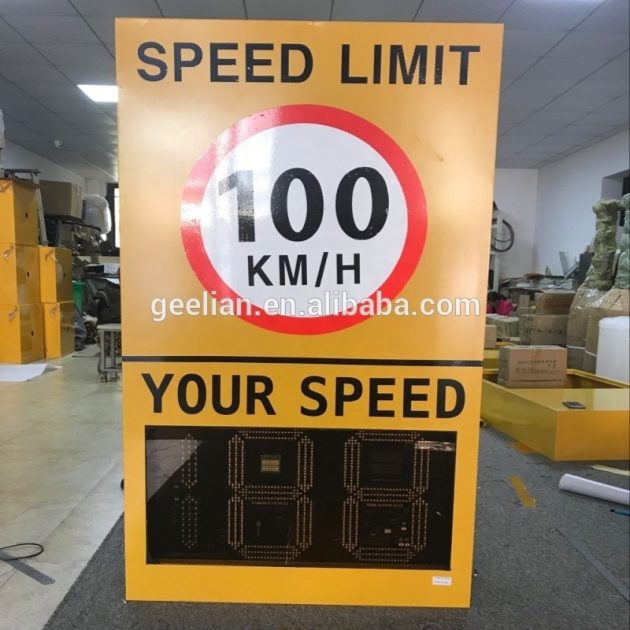 SPEED LIMIT
100
KM/H
geelian.en.alibaba.com
YOUR SPEED